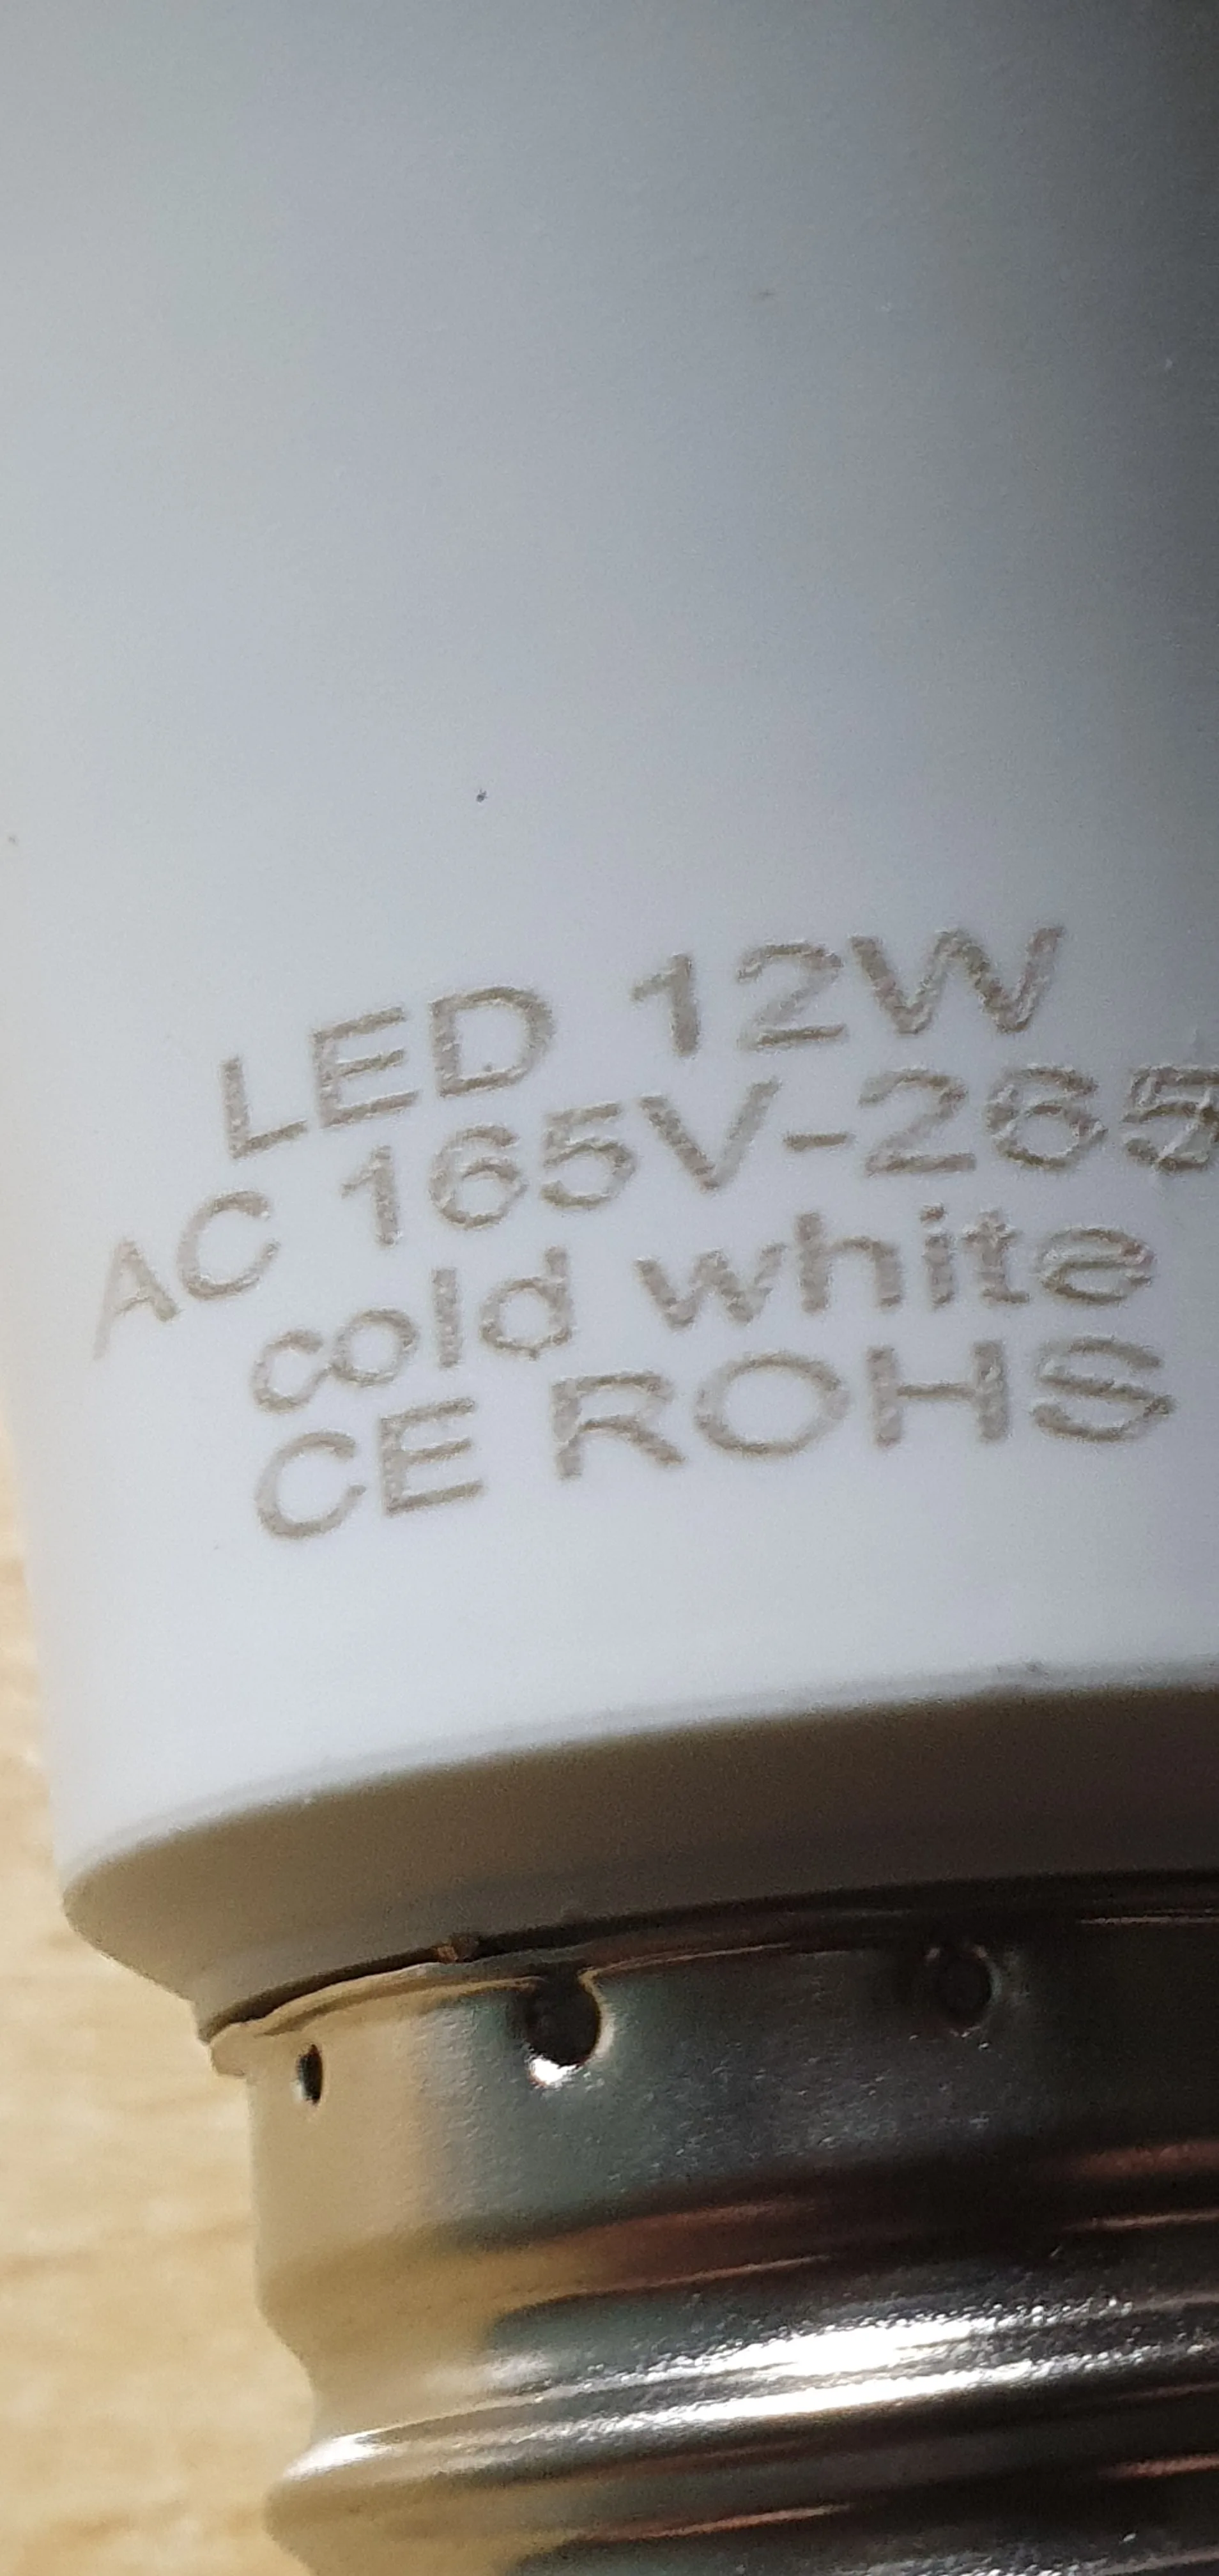 LED 12W
AC 165V-265
cold white
CE ROHS